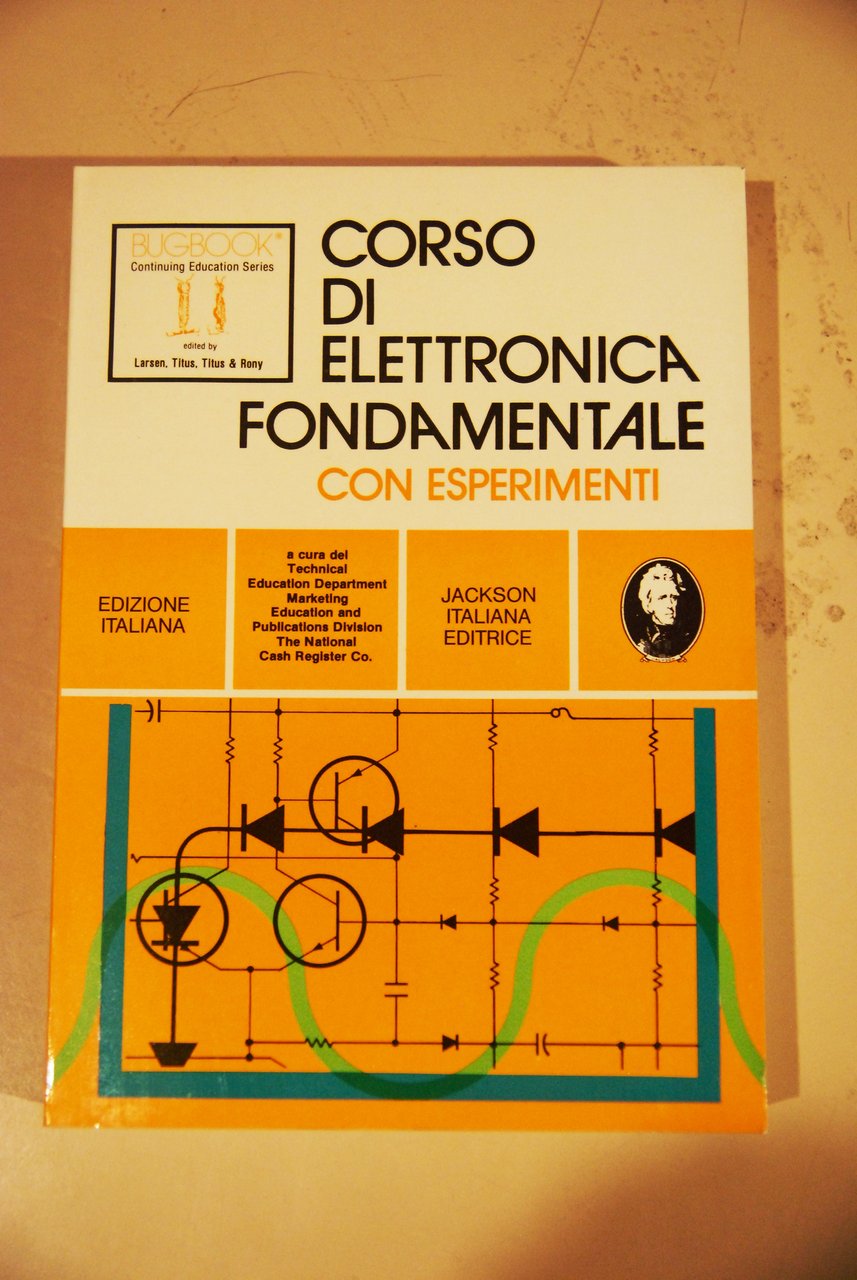 BUGBOOK®
Continuing Education Series
edited by
Larsen, Titus, Titus & Rony
CORSO
DI
ELETTRONICA
FONDAMENTALE
CON ESPERIMENTI
EDIZIONE
ITALIANA
a cura del
Technical
Education Department
Marketing
Education and
Publications Division
The National
Cash Register Co.
JACKSON
ITALIANA
EDITRICE